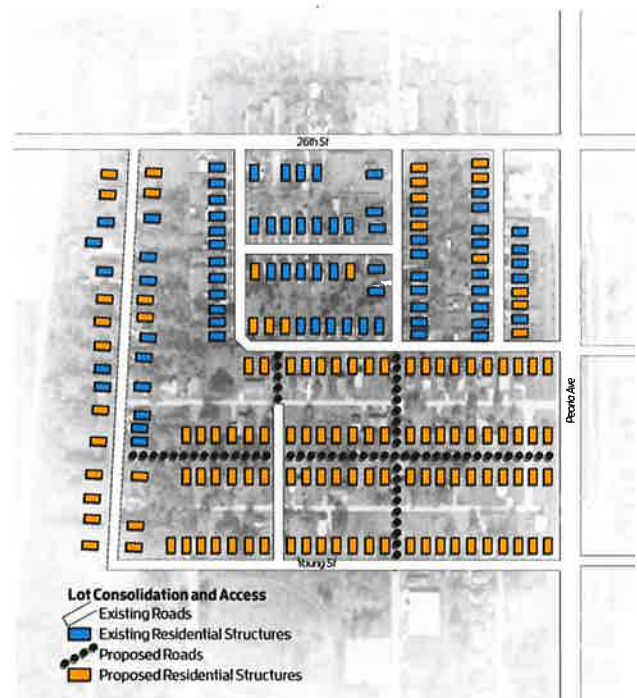 26th St
Peoria Ave
Young St
Lot Consolidation and Access
Existing Roads
Existing Residential Structures
Proposed Roads
Proposed Residential Structures